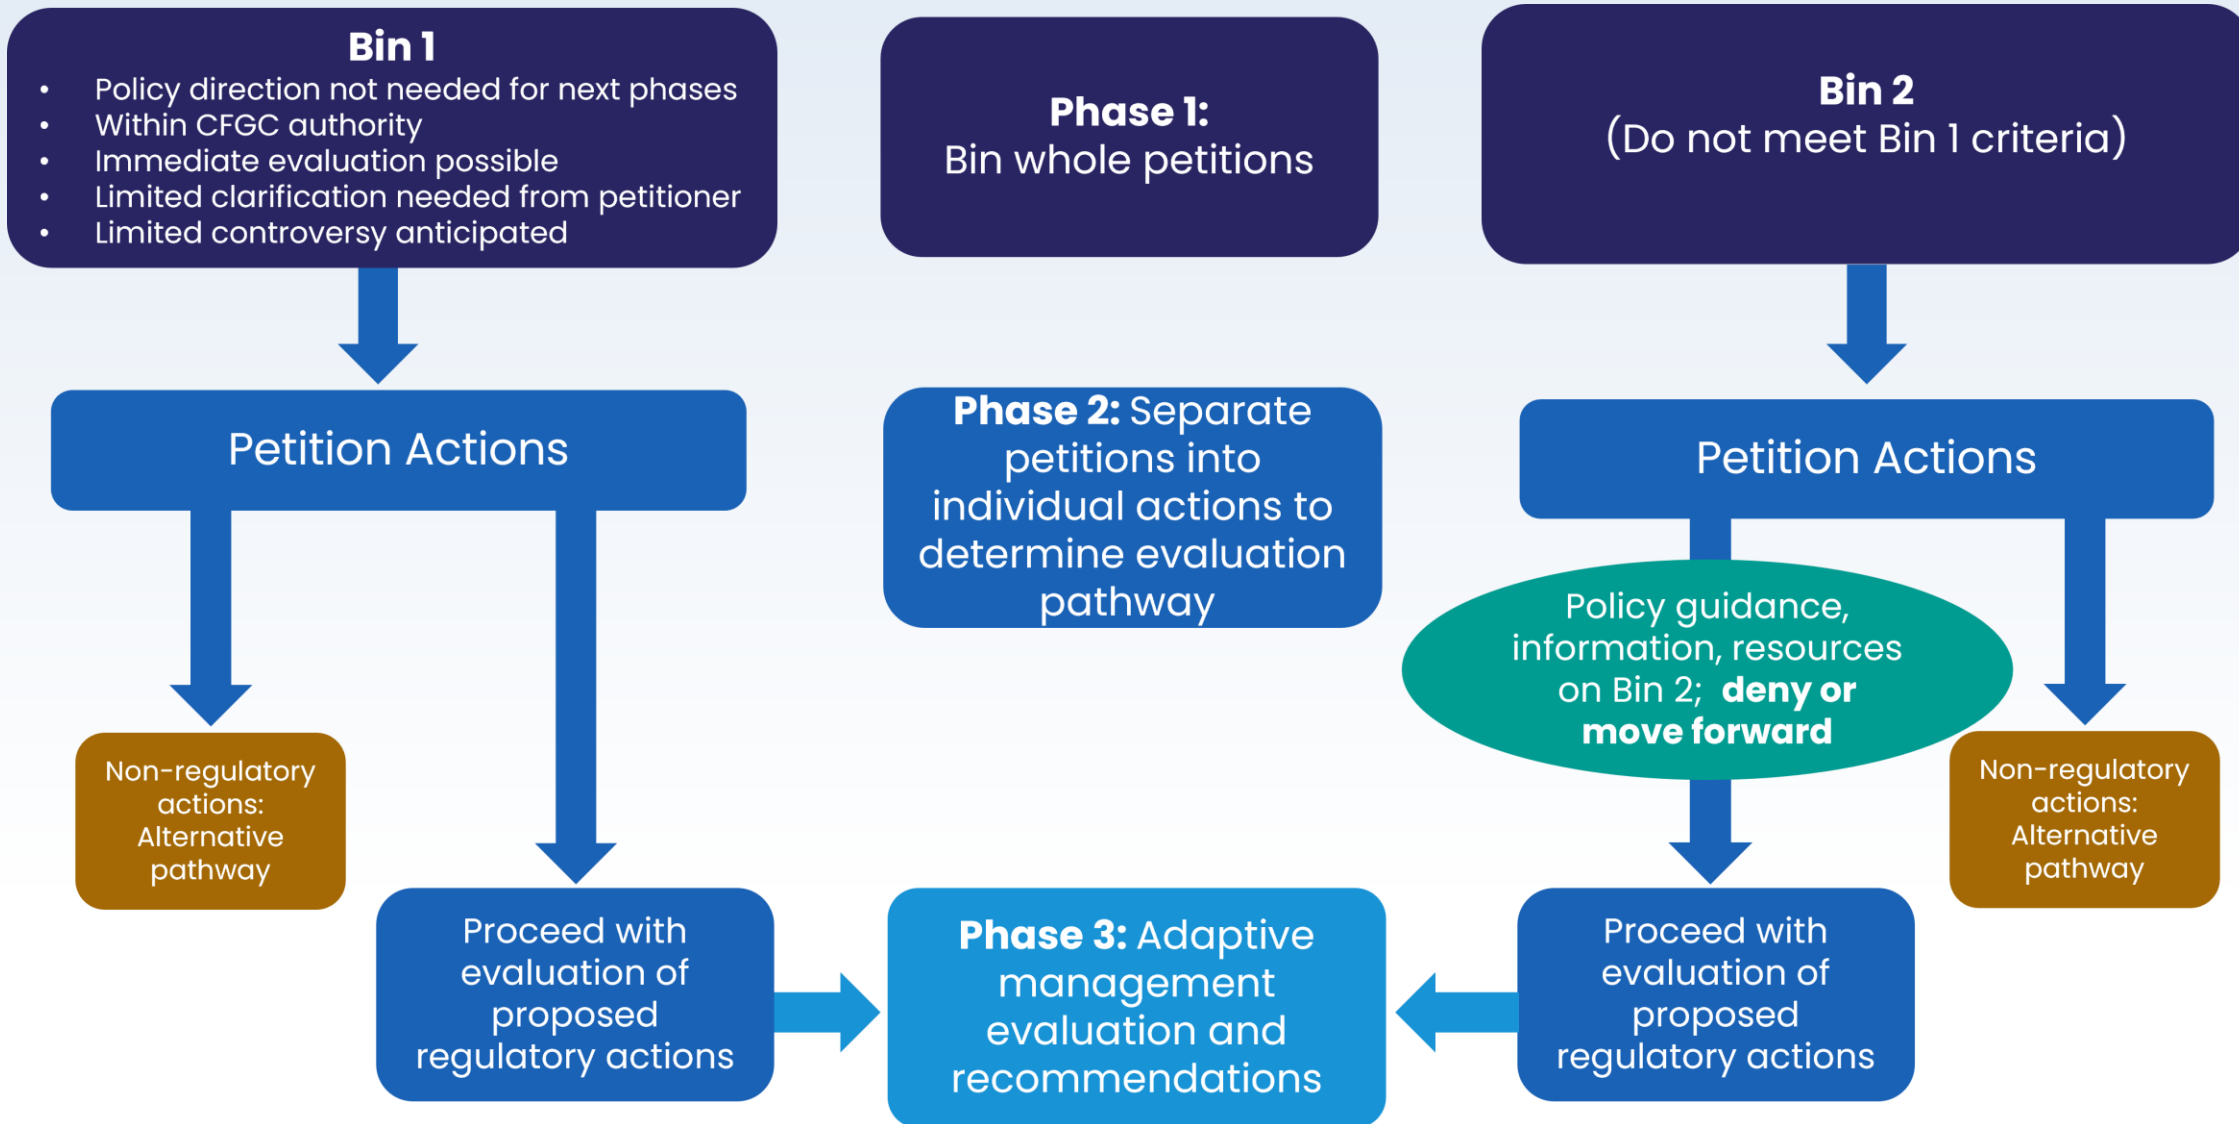 Bin 1
• Policy direction not needed for next phases
• Within CFGC authority
• Immediate evaluation possible
• Limited clarification needed from petitioner
• Limited controversy anticipated
Phase 1:
Bin whole petitions
Bin 2
(Do not meet Bin 1 criteria)
Petition Actions
Phase 2: Separate
petitions into
individual actions to
determine evaluation
pathway
Petition Actions
Policy guidance,
information, resources
on Bin 2; deny or
move forward
Non-regulatory
actions:
Alternative
pathway
Non-regulatory
actions:
Alternative
pathway
Proceed with
evaluation of
proposed
regulatory actions
Phase 3: Adaptive
management
evaluation and
recommendations
Proceed with
evaluation of
proposed
regulatory actions